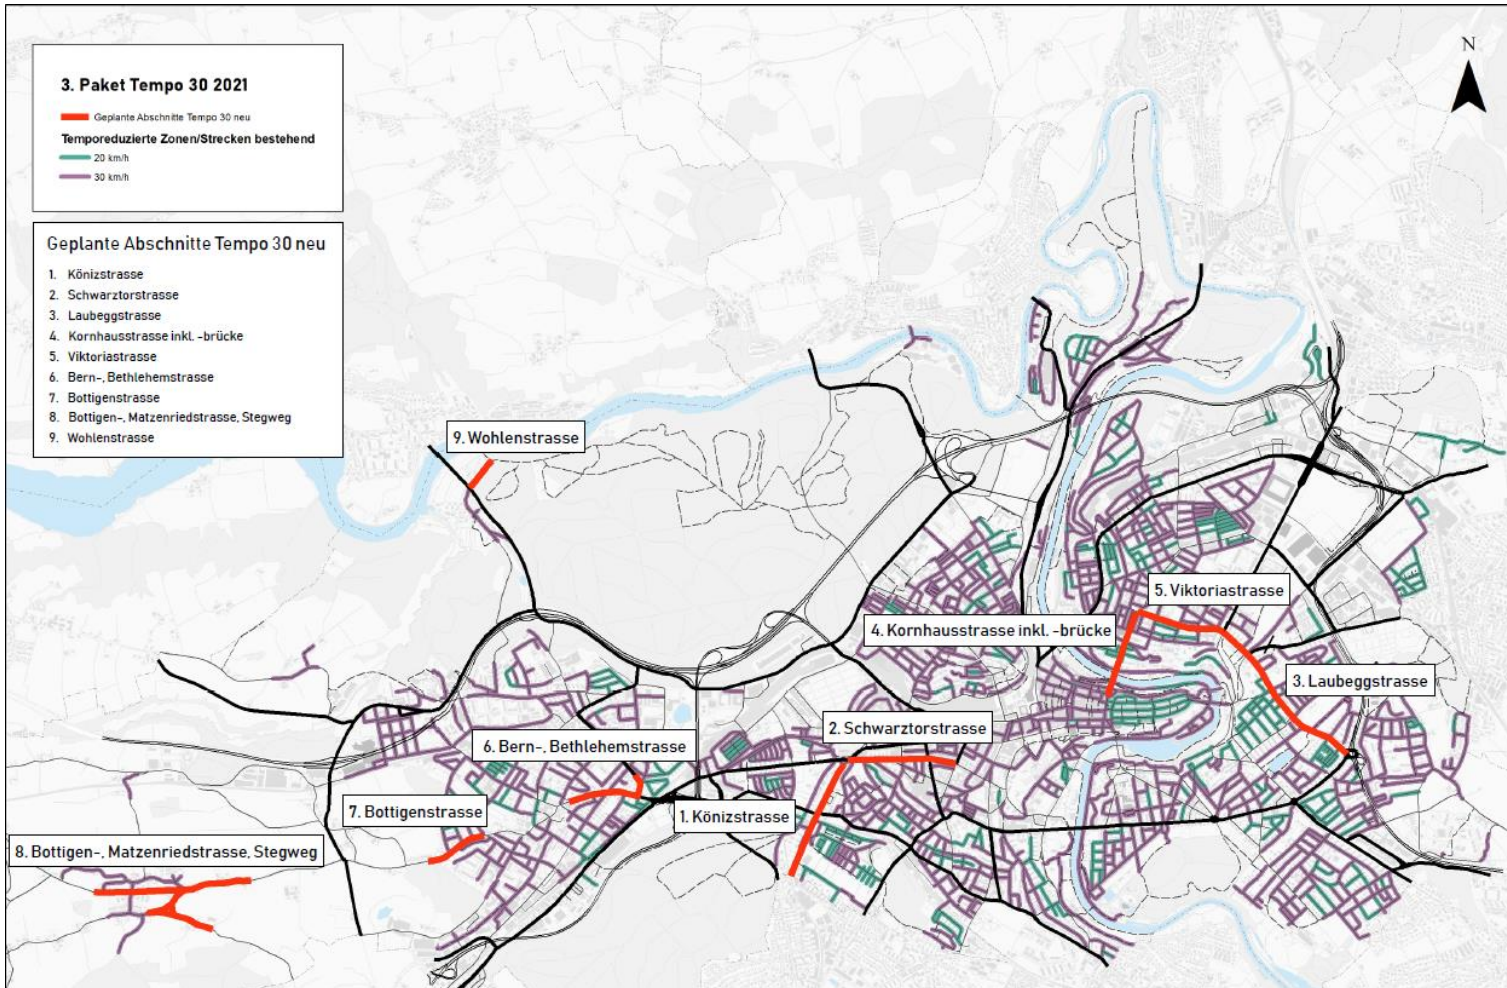 3. Paket Tempo 30 2021
Geplante Abschnitte Tempo 30 neu
Temporeduzierte Zonen/Strecken bestehend
20 km/h
30 km/h
Geplante Abschnitte Tempo 30 neu
1. Könizstrasse
2. Schwarztorstrasse
3. Laubeggstrasse
4. Kornhausstrasse inkl. -brücke
5. Viktoriastrasse
6. Bern-, Bethlehemstrasse
7. Bottigenstrasse
8. Bottigen-, Matzenriedstrasse, Stegweg
9. Wohlenstrasse
N
9. Wohlenstrasse
5. Viktoriastrasse
4. Kornhausstrasse inkl. -brücke
3. Laubeggstrasse
2. Schwarztorstrasse
6. Bern-, Bethlehemstrasse
7. Bottigenstrasse
1. Könizstrasse
8. Bottigen-, Matzenriedstrasse, Stegweg